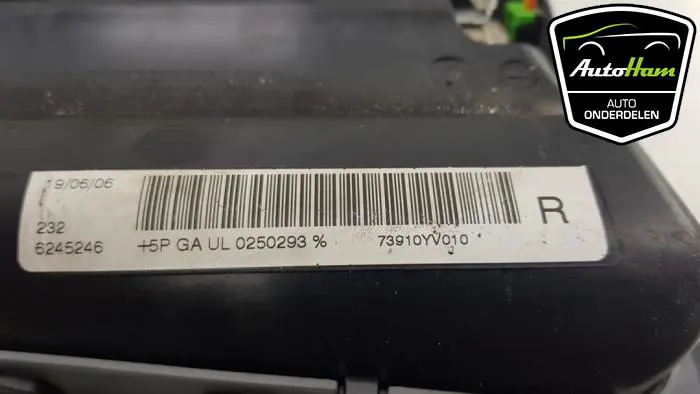 AutoHam
AUTO
ONDERDELEN
19/06/06
232
6245246
+5P GA UL 0250293 %
73910YV010
R